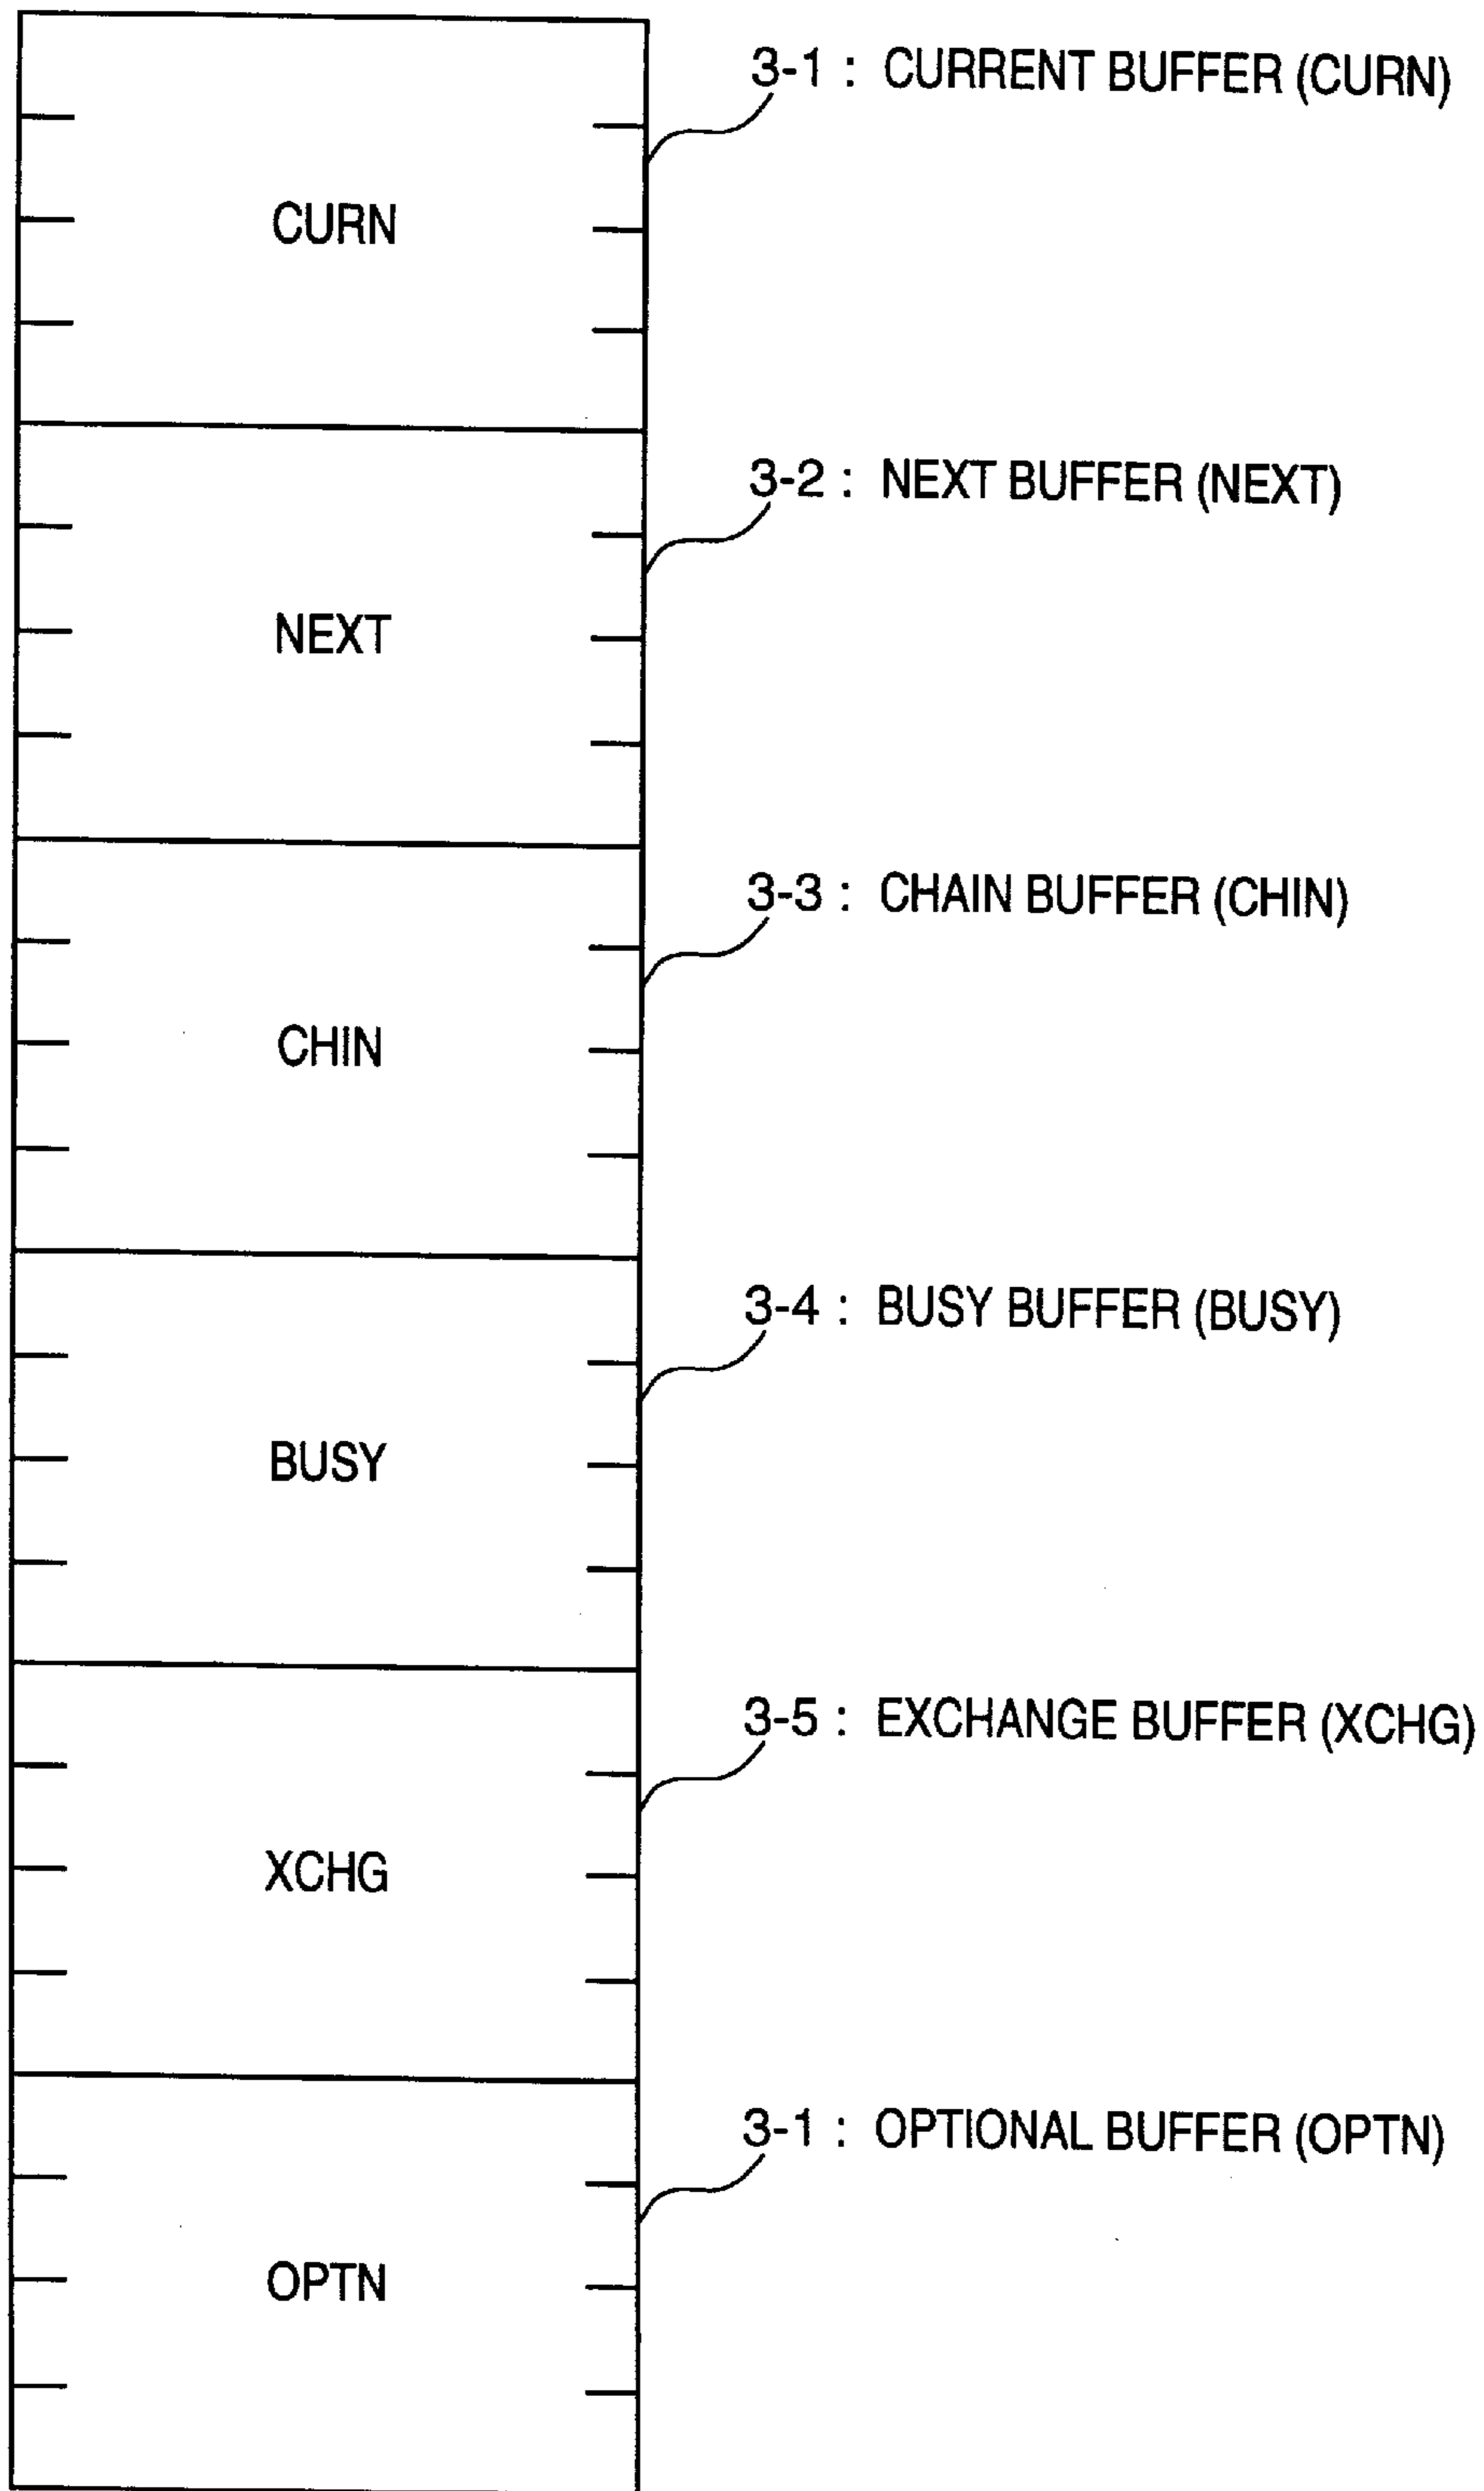 3-1 : CURRENT BUFFER (CURN)
CURN
3-2 : NEXT BUFFER (NEXT)
NEXT
3-3 : CHAIN BUFFER (CHIN)
CHIN
3-4 : BUSY BUFFER (BUSY)
BUSY
3-5 : EXCHANGE BUFFER (XCHG)
XCHG
3-1 : OPTIONAL BUFFER (OPTN)
OPTN